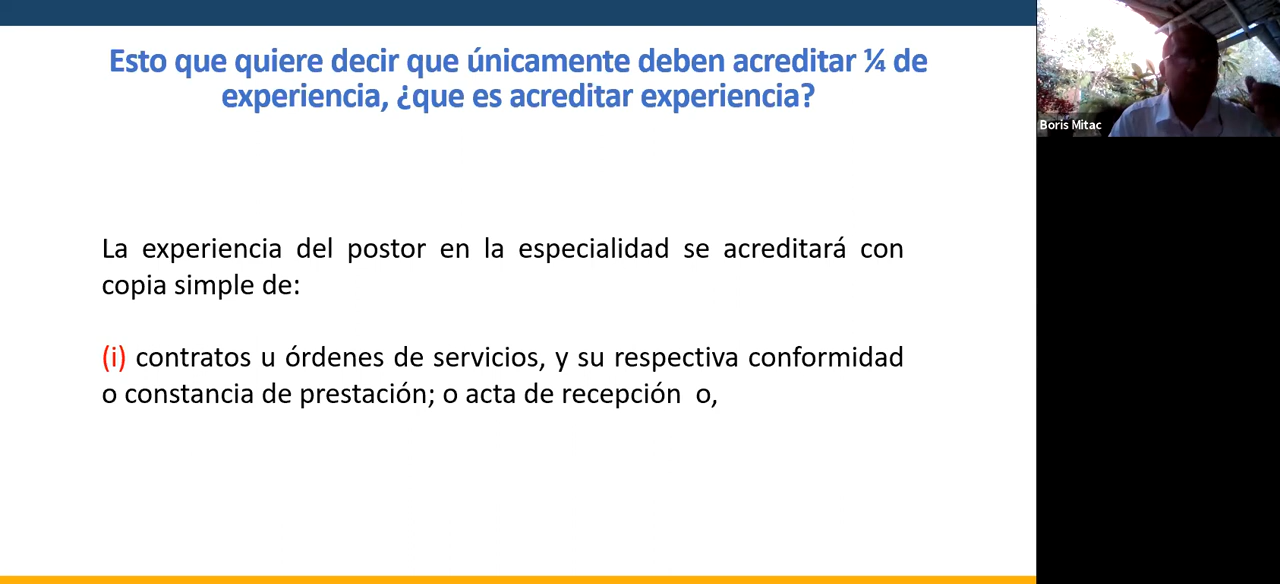 Esto que quiere decir que únicamente deben acreditar ¼ de
experiencia, ¿que es acreditar experiencia?
Boris Mitac
La experiencia del postor en la especialidad se acreditará con
copia simple de:
(i) contratos u órdenes de servicios, y su respectiva conformidad
o constancia de prestación; o acta de recepción o,